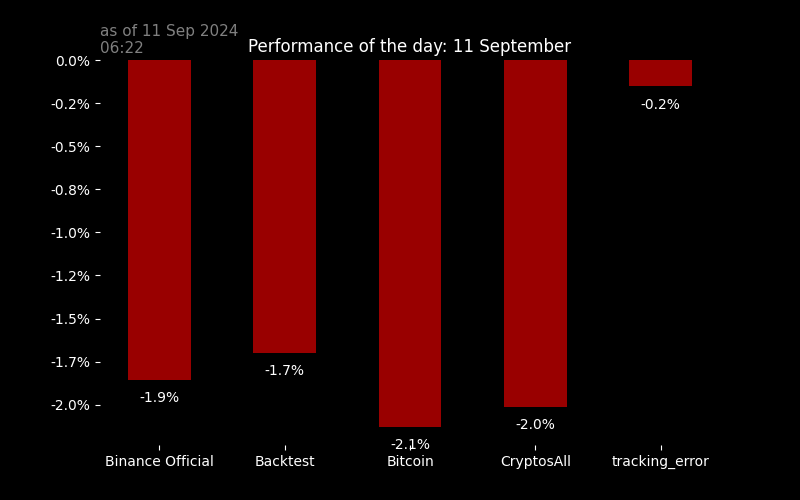 as of 11 Sep 2024
06:22
Performance of the day: 11 September
0.0%
-0.2%
-0.5%
-0.8%
-1.0%
-1.2%
-1.5%
-1.7%
-2.0%
-1.9%
-1.7%
-2.1%
-2.0%
-0.2%
Binance Official
Backtest
Bitcoin
CryptosAll
tracking_error